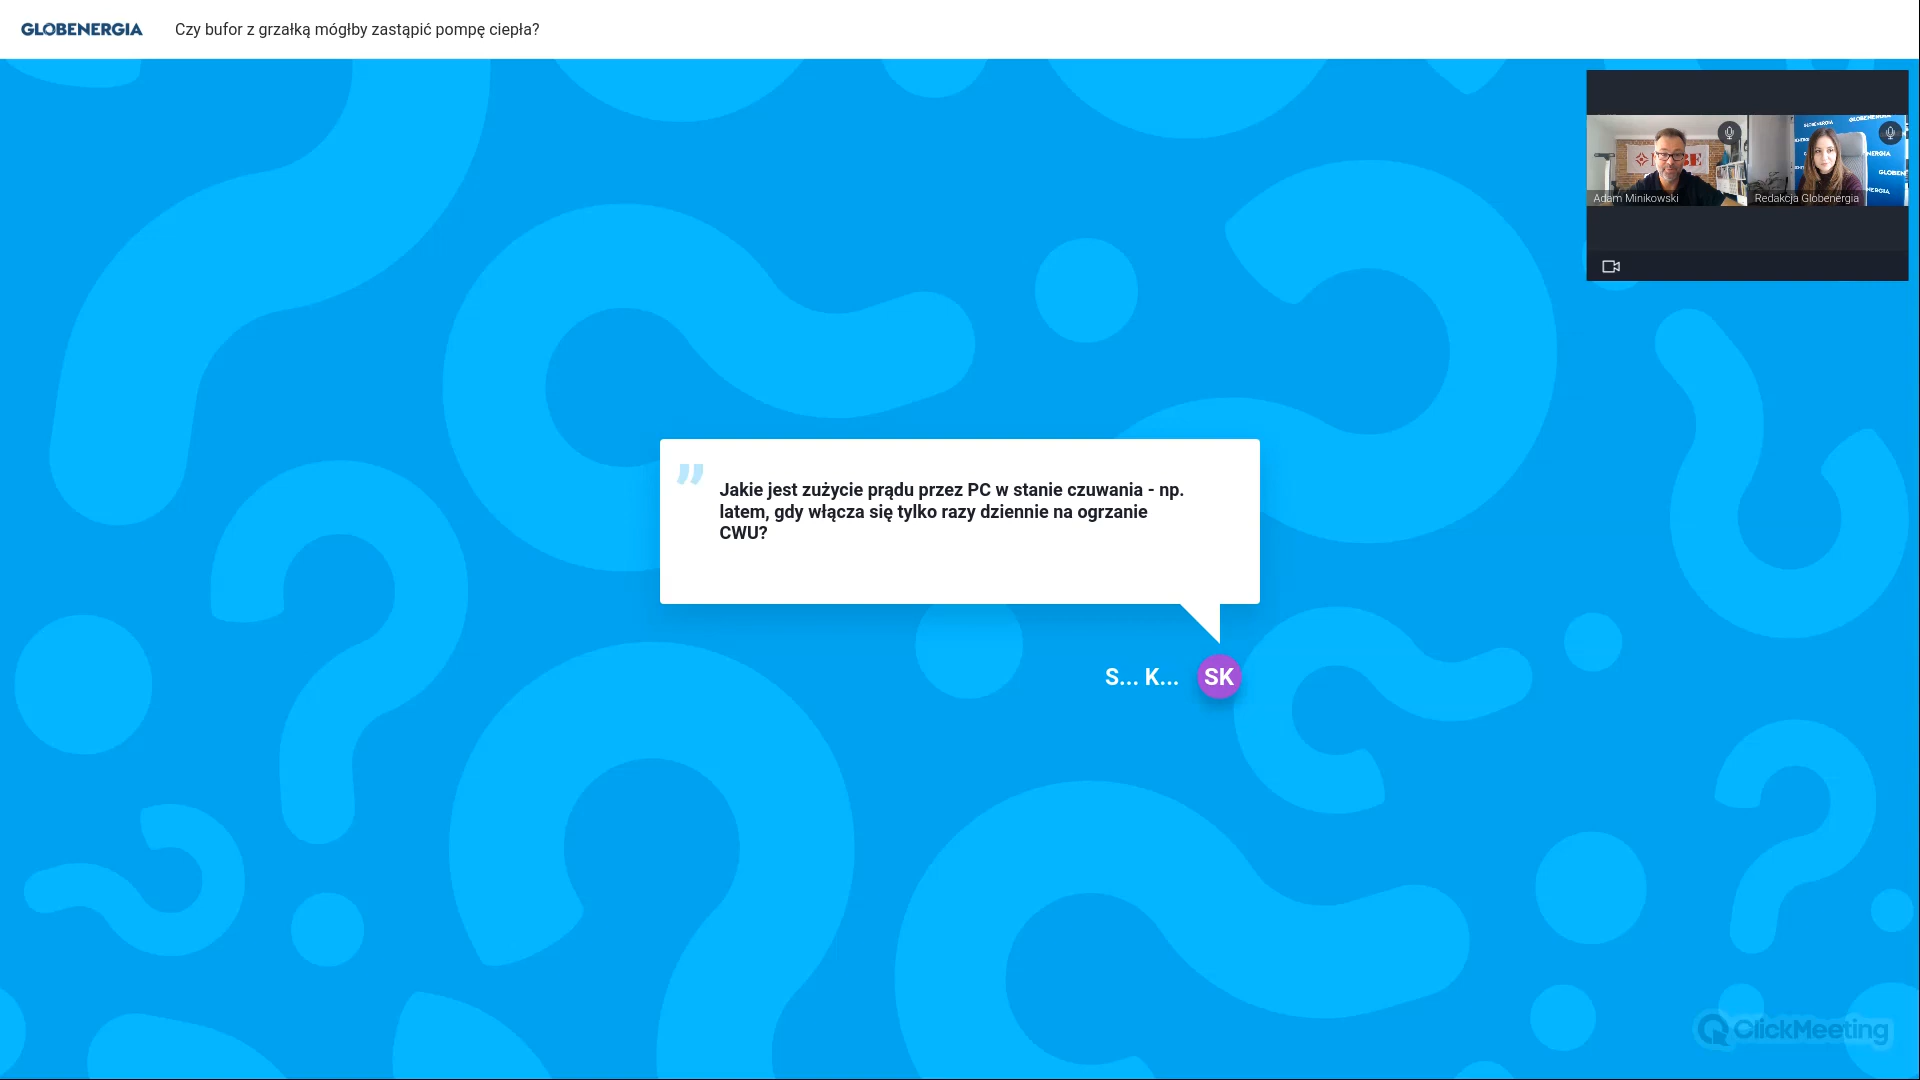 GLOBENERGIA
Czy bufor z grzałką mógłby zastąpić pompę ciepła?
Adam Minikowski
Redakcja Globenergia
Jakie jest zużycie prądu przez PC w stanie czuwania - np.
latem, gdy włącza się tylko razy dziennie na ogrzanie
CWU?
S... K...
SK
ClickMeeting